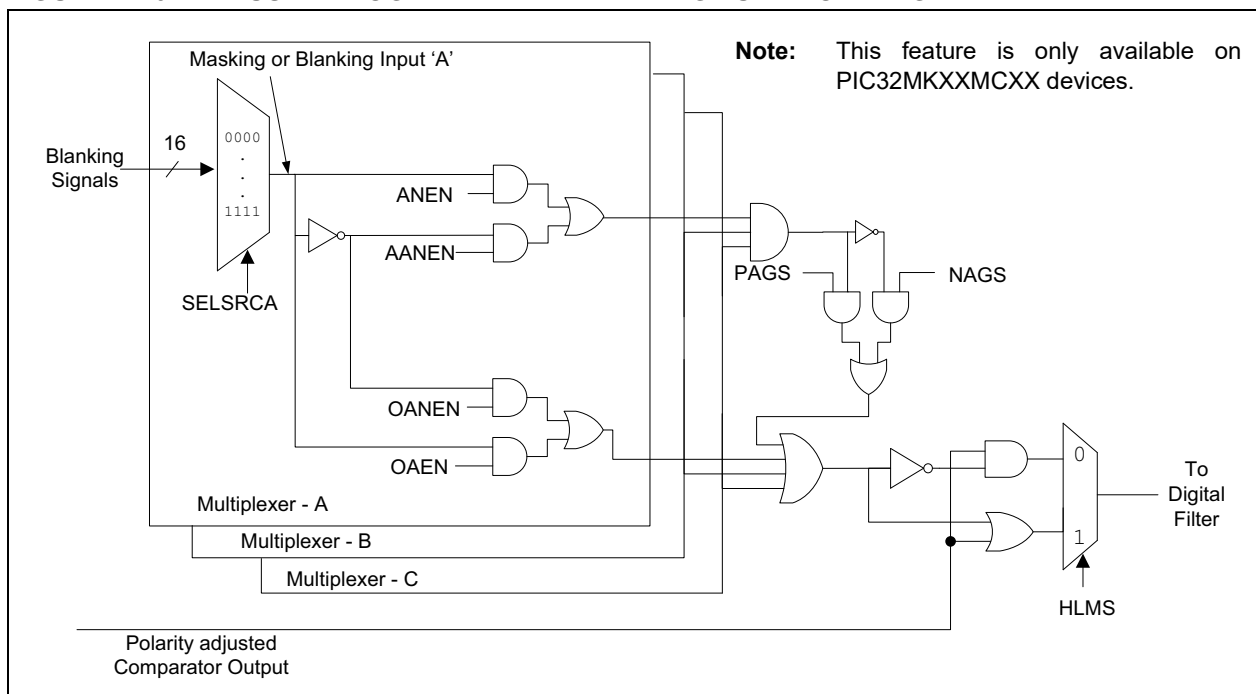 Note: This feature is only available on
PIC32MKXXMCXX devices.
Masking or Blanking Input ‘A’
16
Blanking
Signals
0000
.
.
.
1111
SELSRCA
ANEN
AANEN
OANEN
OAEN
PAGS
NAGS
0
1
HLMS
To
Digital
Filter
Multiplexer - A
Multiplexer - B
Multiplexer - C
Polarity adjusted
Comparator Output